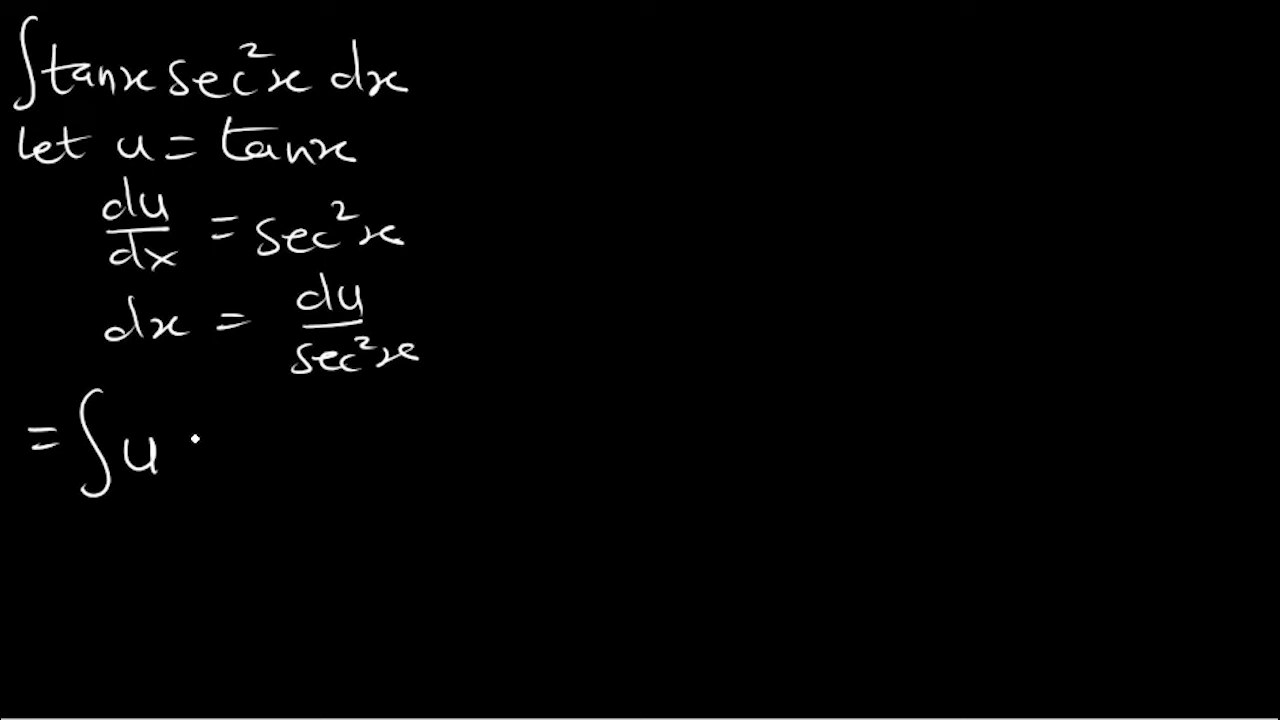 ∫tanx sec²x dx
let u = tanx
du/dx = sec²x
dx = du/sec²x
= ∫u ·